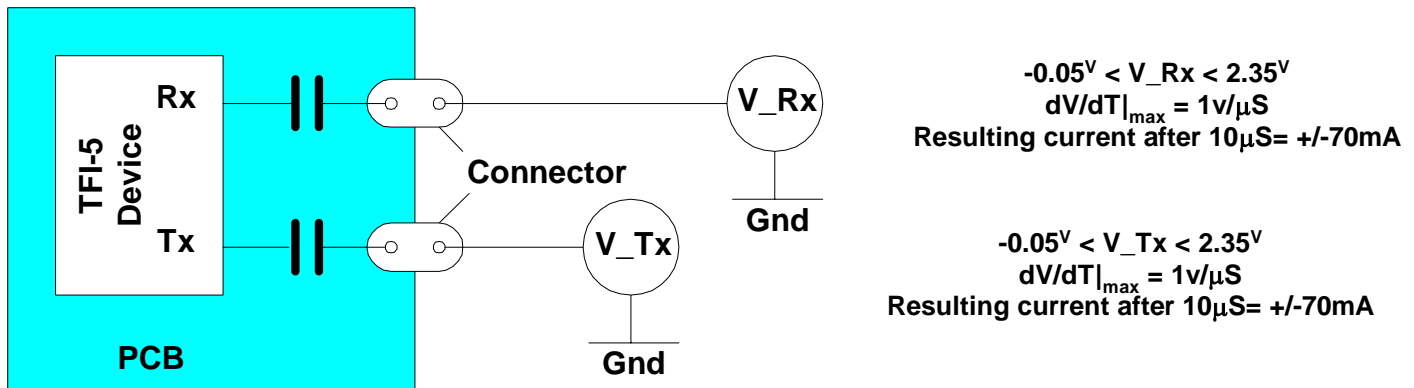 Rx
TFI-5
Device
Tx
PCB
Connector
V_Rx
Gnd
V_Tx
Gnd
-0.05V < V_Rx < 2.35V
dV/dT|max = 1v/µS
Resulting current after 10µS= +/-70mA
-0.05V < V_Tx < 2.35V
dV/dT|max = 1v/µS
Resulting current after 10µS= +/-70mA